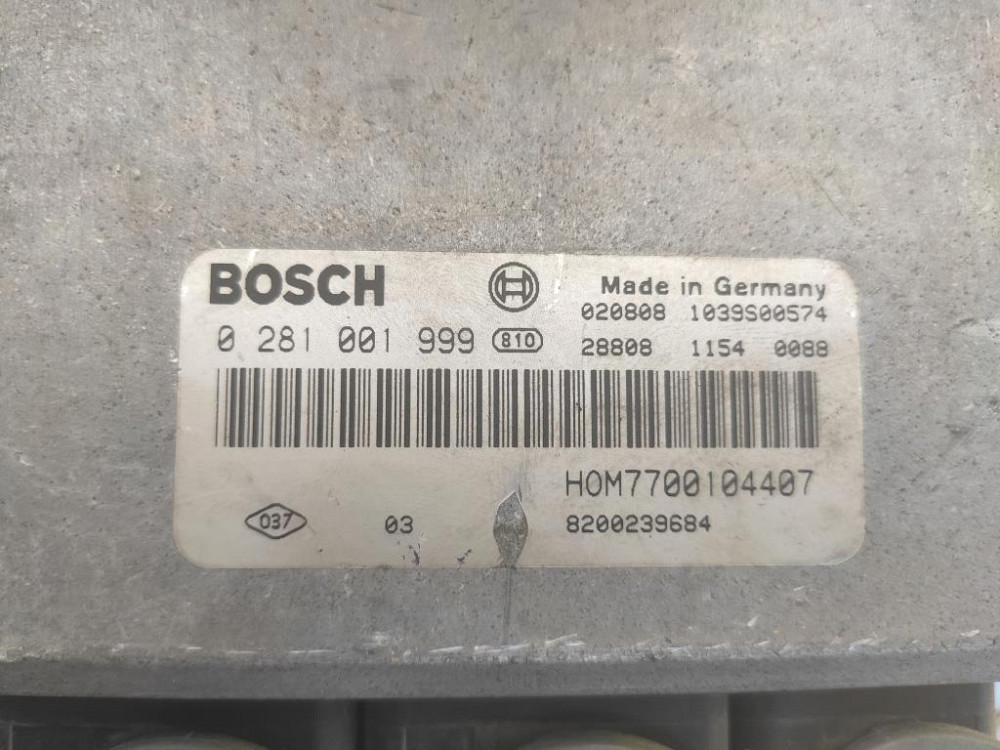 BOSCH
Made in Germany
020808 1039S00574
0 281 001 999 810
28808 1154 0088
HOM7700104407
037 03
8200239684